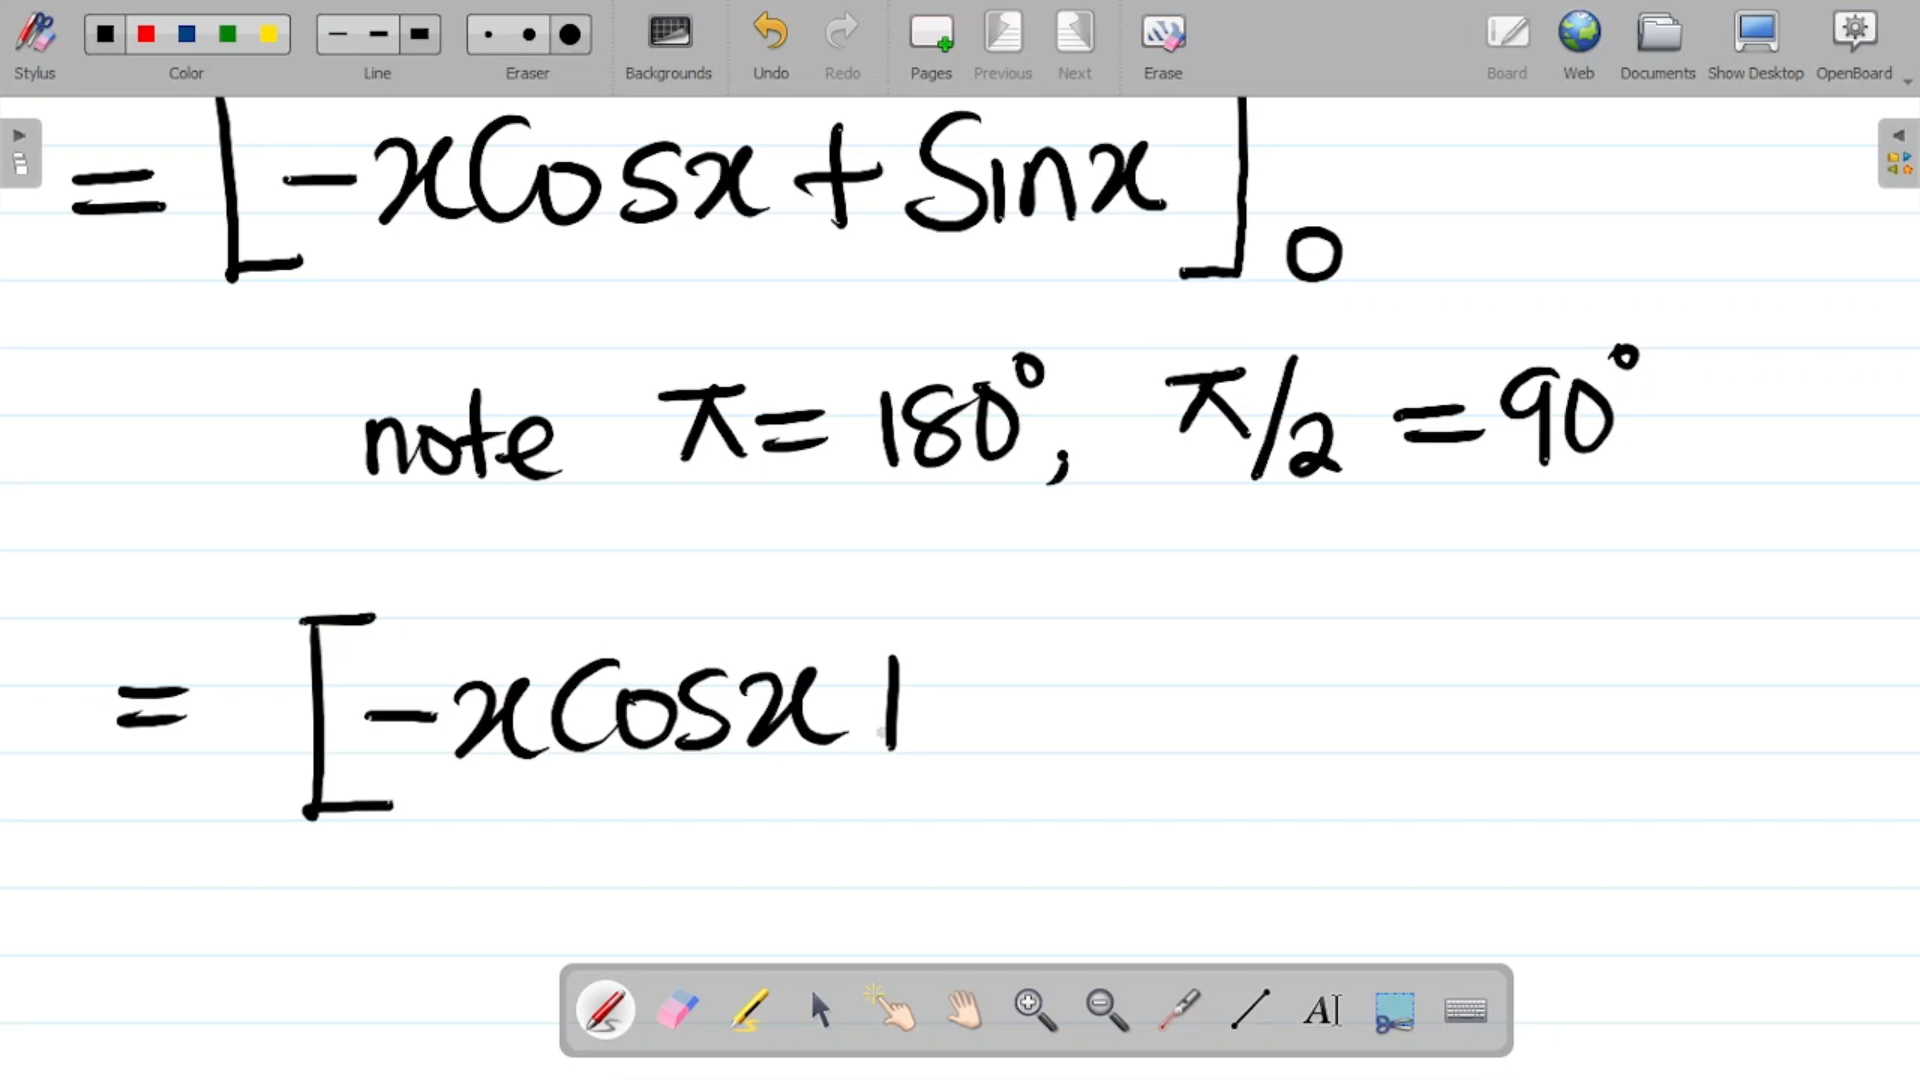 Stylus Color Line Eraser Backgrounds Undo Redo Pages Previous Next Erase Board Web Documents Show Desktop OpenBoard
= [-xCosx + Sinx]₀
note π = 180°, π/2 = 90°
= [-xCosx |
AI